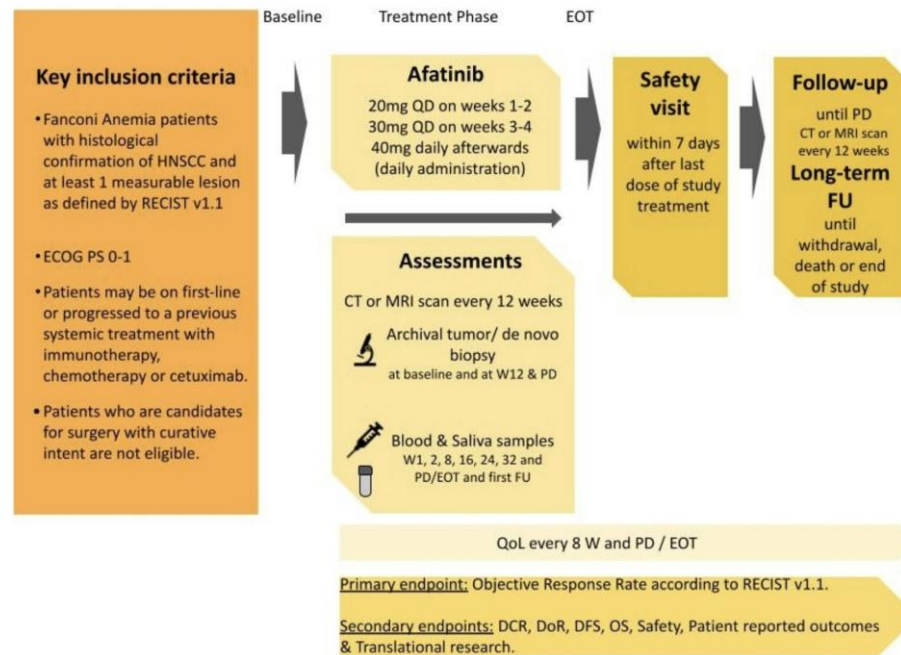 Baseline
Treatment Phase
EOT
Key inclusion criteria
•Fanconi Anemia patients
with histological
confirmation of HNSCC and
at least 1 measurable lesion
as defined by RECIST v1.1
•ECOG PS 0-1
•Patients may be on first-line
or progressed to a previous
systemic treatment with
immunotherapy,
chemotherapy or cetuximab.
•Patients who are candidates
for surgery with curative
intent are not eligible.
Afatinib
20mg QD on weeks 1-2
30mg QD on weeks 3-4
40mg daily afterwards
(daily administration)
Assessments
CT or MRI scan every 12 weeks
Archival tumor/ de novo
biopsy
at baseline and at W12 & PD
Blood & Saliva samples
W1, 2, 8, 16, 24, 32 and
PD/EOT and first FU
Safety
visit
within 7 days
after last
dose of study
treatment
Follow-up
until PD
CT or MRI scan
every 12 weeks
Long-term
FU
until
withdrawal,
death or end
of study
QoL every 8 W and PD / EOT
Primary endpoint: Objective Response Rate according to RECIST v1.1.
Secondary endpoints: DCR, DoR, DFS, OS, Safety, Patient reported outcomes
& Translational research.